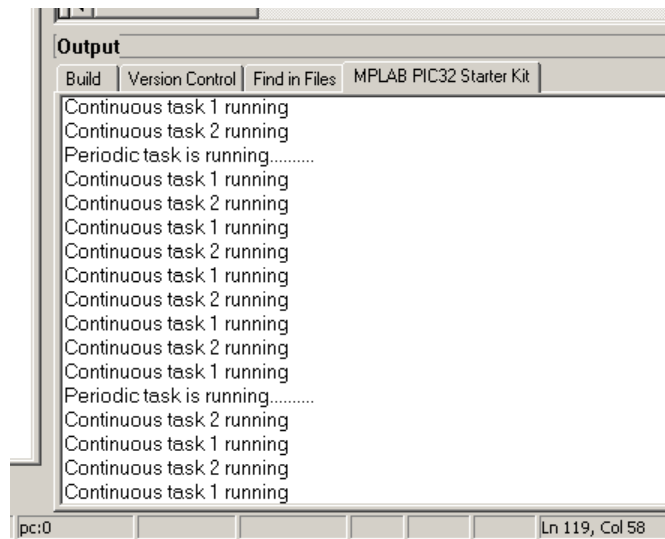 Output
Build Version Control Find in Files MPLAB PIC32 Starter Kit
Continuous task 1 running
Continuous task 2 running
Periodic task is running..........
Continuous task 1 running
Continuous task 2 running
Continuous task 1 running
Continuous task 2 running
Continuous task 1 running
Continuous task 2 running
Continuous task 1 running
Continuous task 2 running
Continuous task 1 running
Periodic task is running..........
Continuous task 2 running
Continuous task 1 running
Continuous task 2 running
Continuous task 1 running
pc:0 Ln 119, Col 58